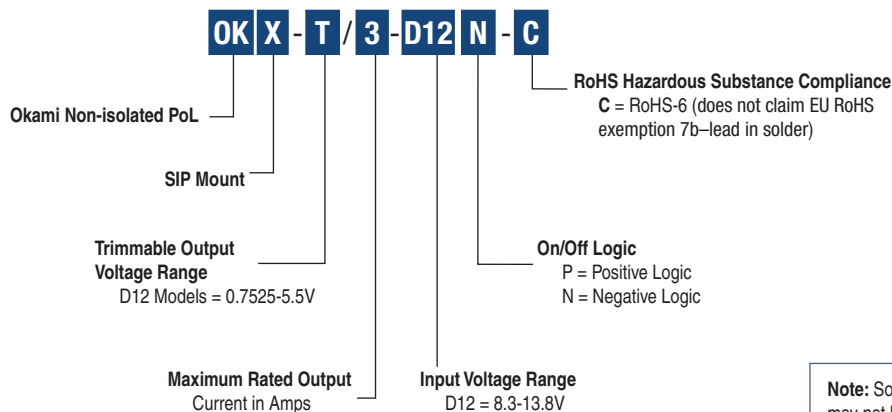 OK X - T / 3 - D12 N - C
RoHS Hazardous Substance Compliance
C = RoHS-6 (does not claim EU RoHS
exemption 7b–lead in solder)
Okami Non-isolated PoL
SIP Mount
Trimmable Output
Voltage Range
D12 Models = 0.7525-5.5V
On/Off Logic
P = Positive Logic
N = Negative Logic
Maximum Rated Output
Current in Amps
Input Voltage Range
D12 = 8.3-13.8V
Note:
may not